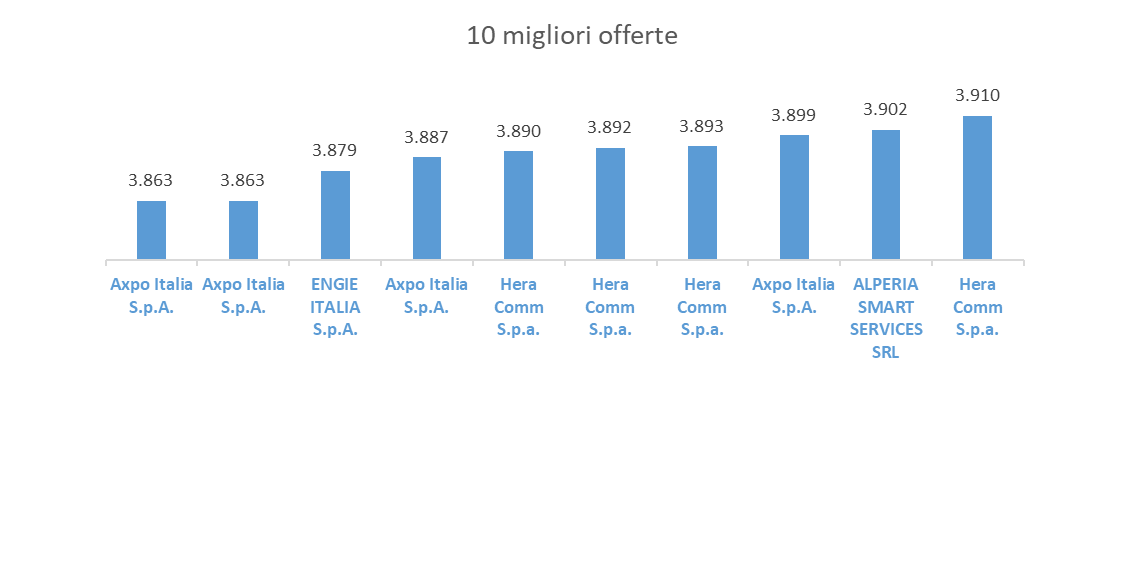 10 migliori offerte
3.863
3.863
3.879
3.887
3.890
3.892
3.893
3.899
3.902
3.910
Axpo Italia
S.p.A.
Axpo Italia
S.p.A.
ENGIE
ITALIA
S.p.A.
Axpo Italia
S.p.A.
Hera
Comm
S.p.a.
Hera
Comm
S.p.a.
Hera
Comm
S.p.a.
Axpo Italia
S.p.A.
ALPERIA
SMART
SERVICES
SRL
Hera
Comm
S.p.a.